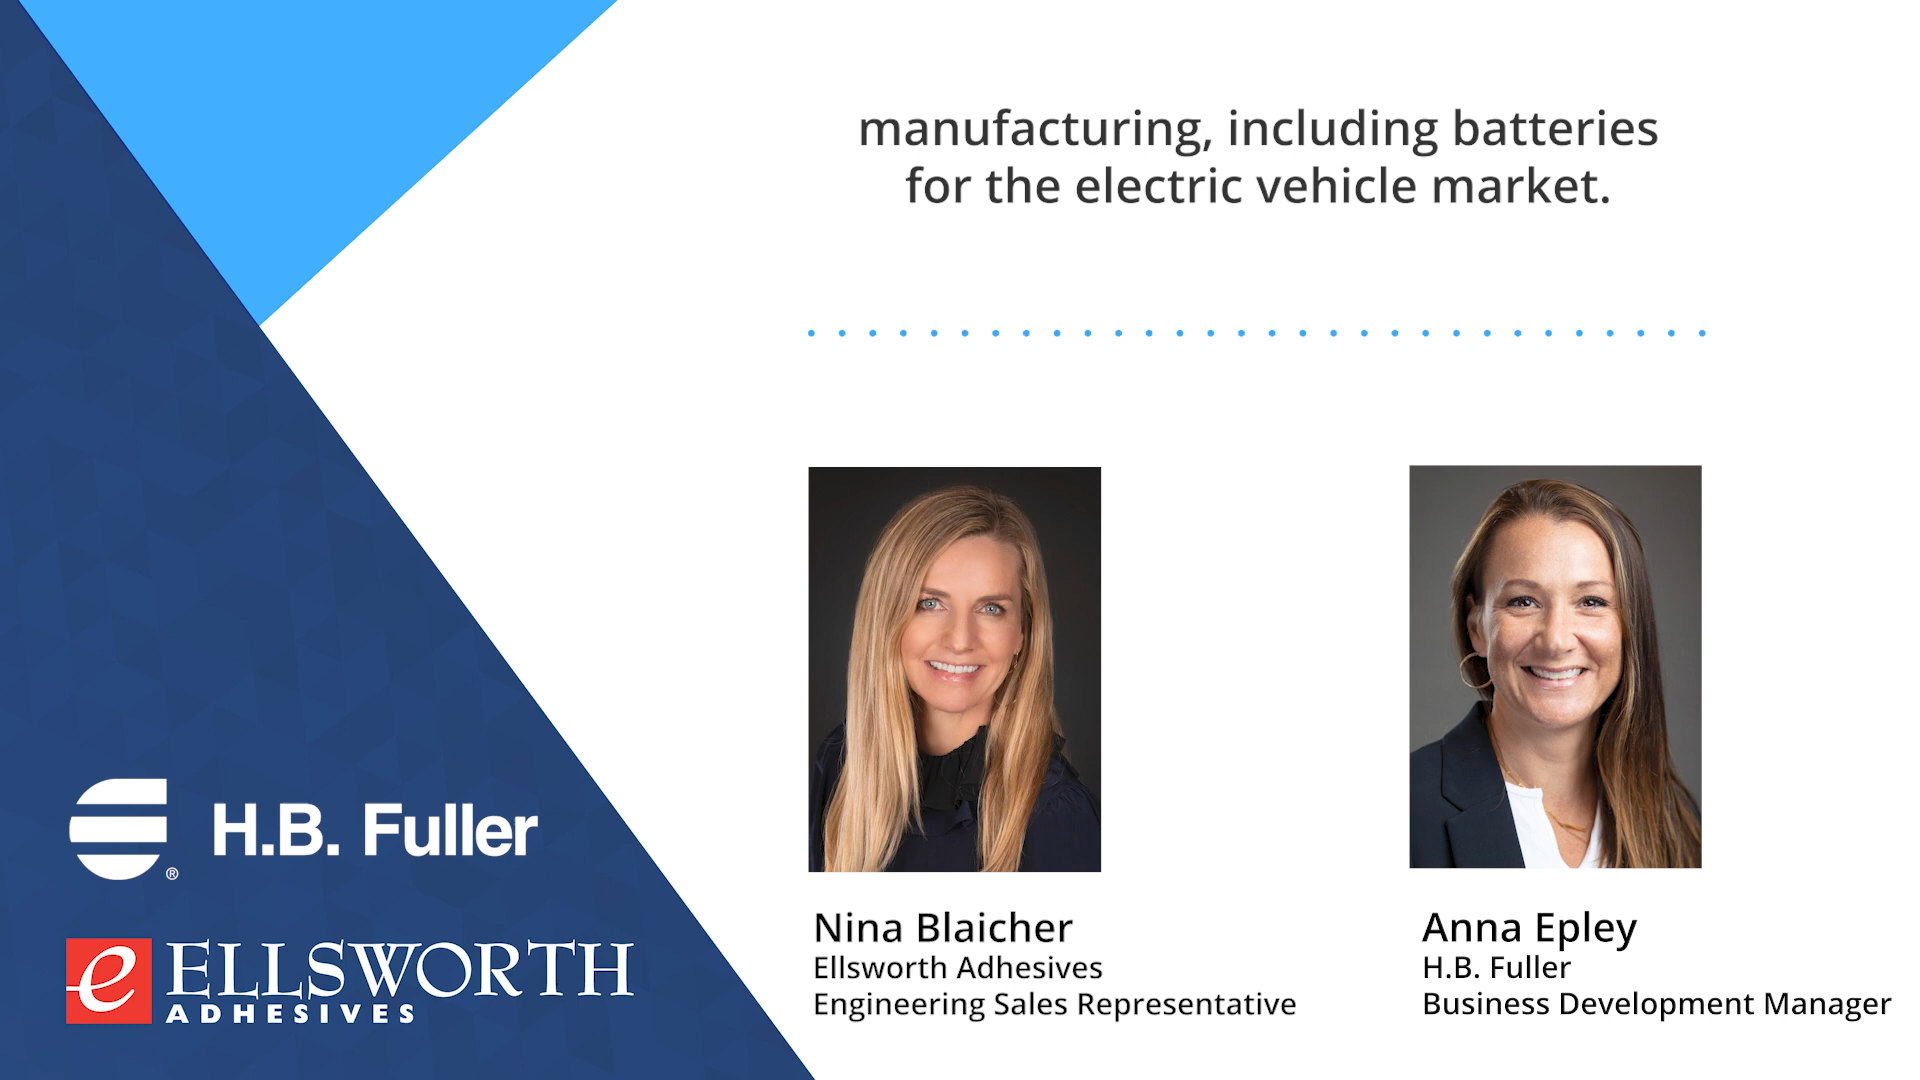 manufacturing, including batteries
for the electric vehicle market.
Nina Blaicher
Ellsworth Adhesives
Engineering Sales Representative
Anna Epley
H.B. Fuller
Business Development Manager
H.B. Fuller
®
e ELLSWORTH
ADHESIVES